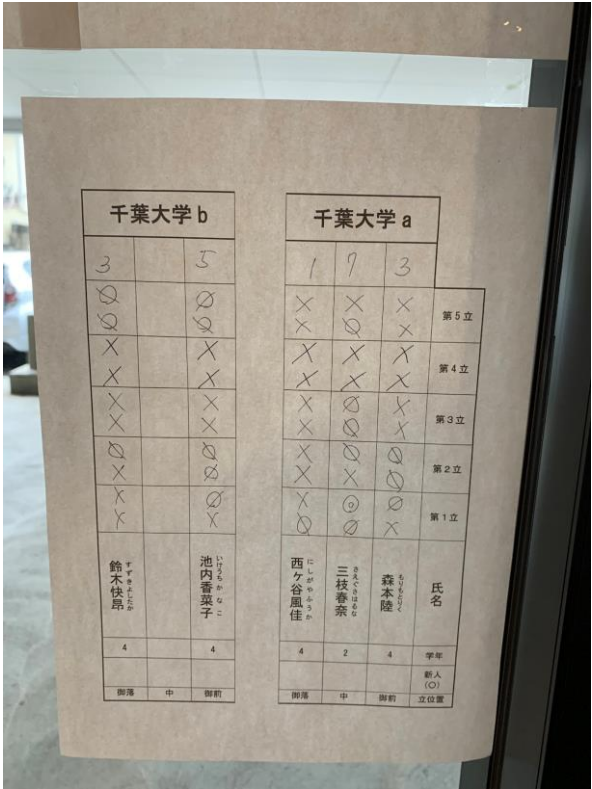 千葉大学b
千葉大学a
3 5
1 7 3
第5立
第4立
第3立
第2立
第1立
氏名
もりもとりく
森本陸
さえぐさはるな
三枝春奈
にしがやふうか
西ヶ谷風佳
いけうちかなこ
池内香菜子
すずきよしたか
鈴木快昂
4 4
4 2 4 学年
新人
(○)
御落 中 御前
御落 中 御前 立位置